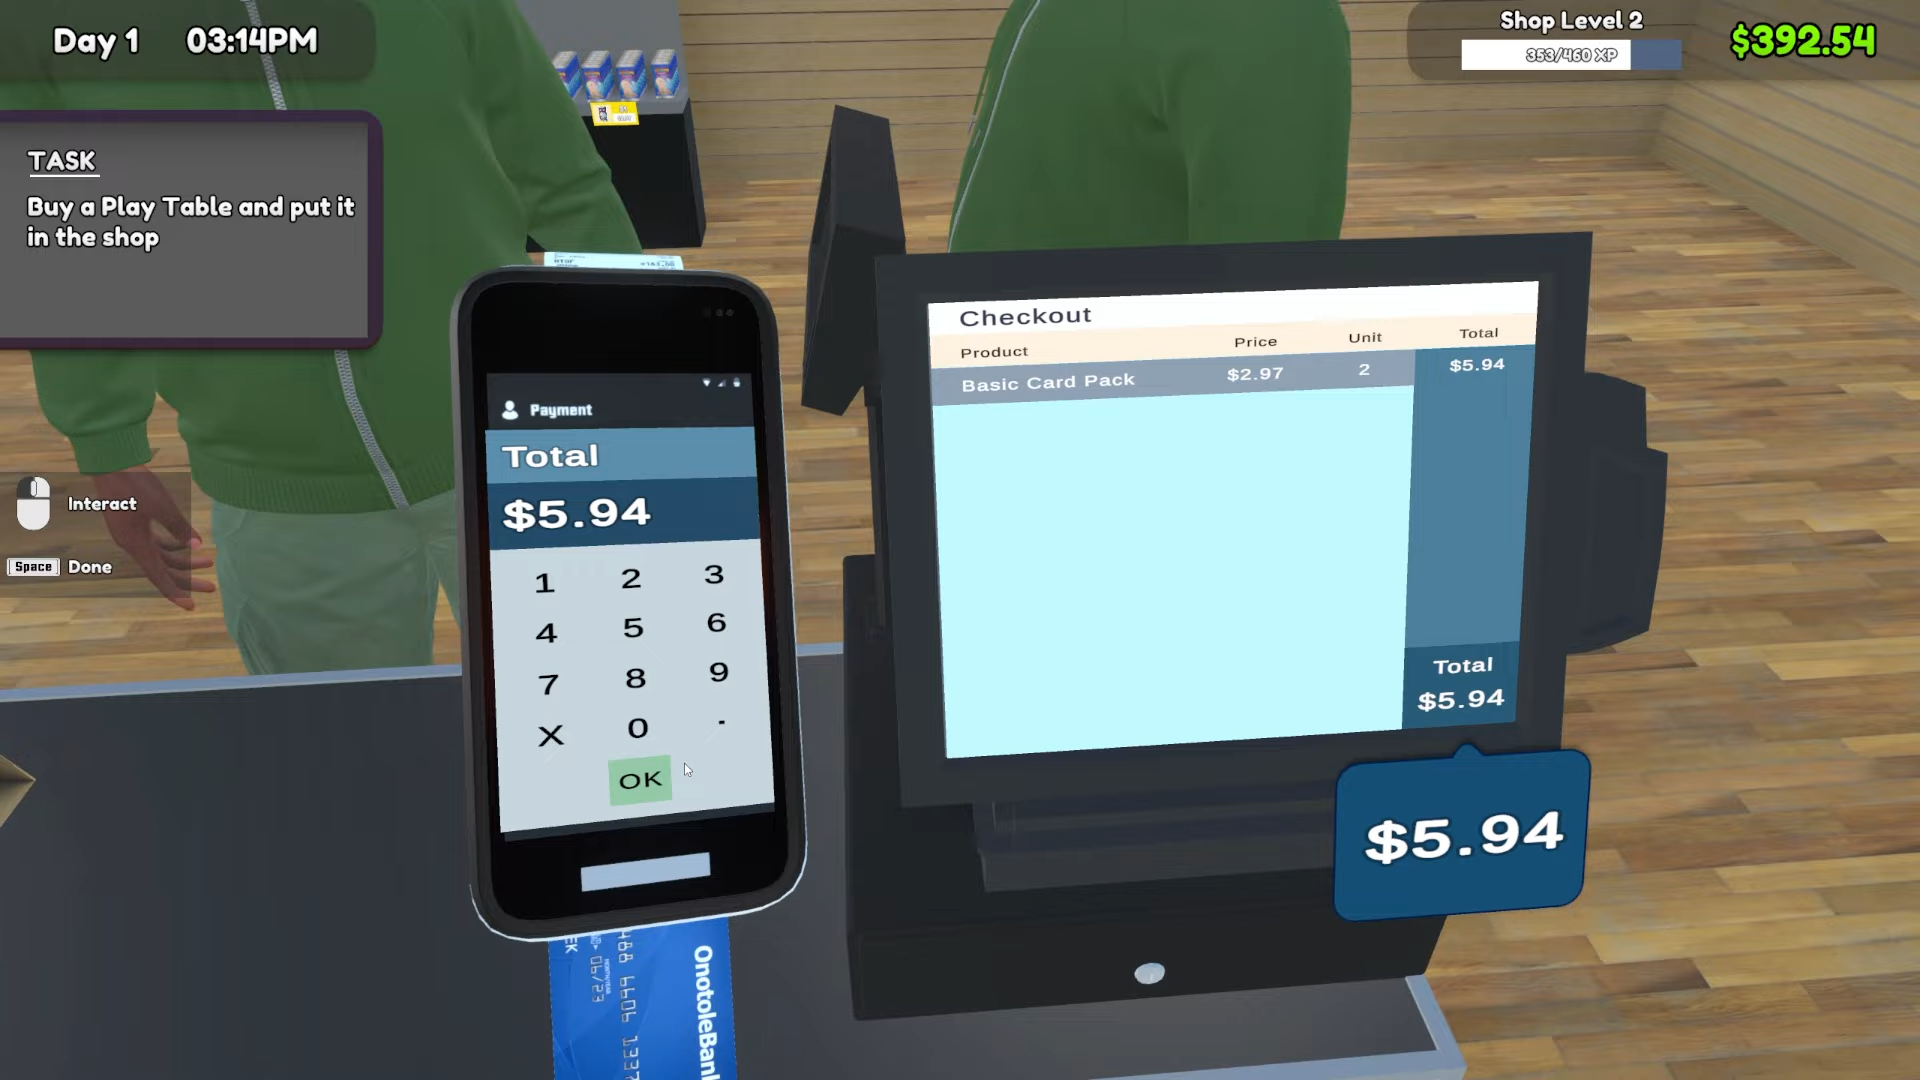 Day 1 03:14PM
Shop Level 2
353/460 XP
$392.54
TASK
Buy a Play Table and put it
in the shop
Interact
Space Done
Payment
Total
$5.94
1 2 3
4 5 6
7 8 9
X 0 .
OK
Checkout
Product Price Unit Total
Basic Card Pack $2.97 2 $5.94
Total
$5.94
$5.94
OnotoleBank
06/23